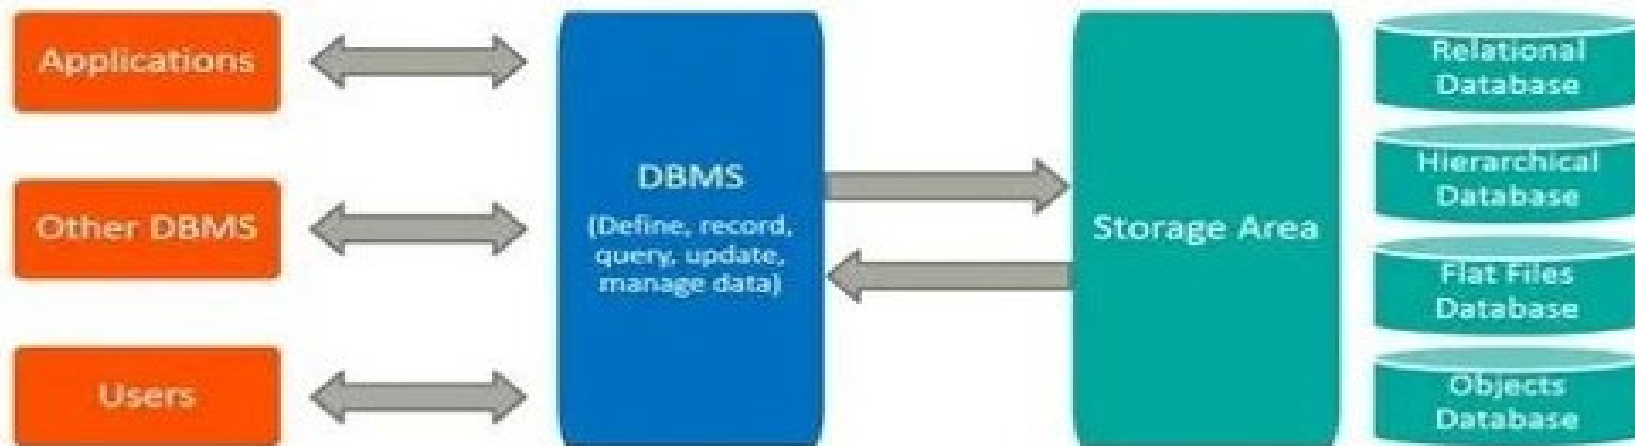 Applications
Other DBMS
Users
DBMS
(Define, record,
query, update,
manage data)
Storage Area
Relational
Database
Hierarchical
Database
Flat Files
Database
Objects
Database